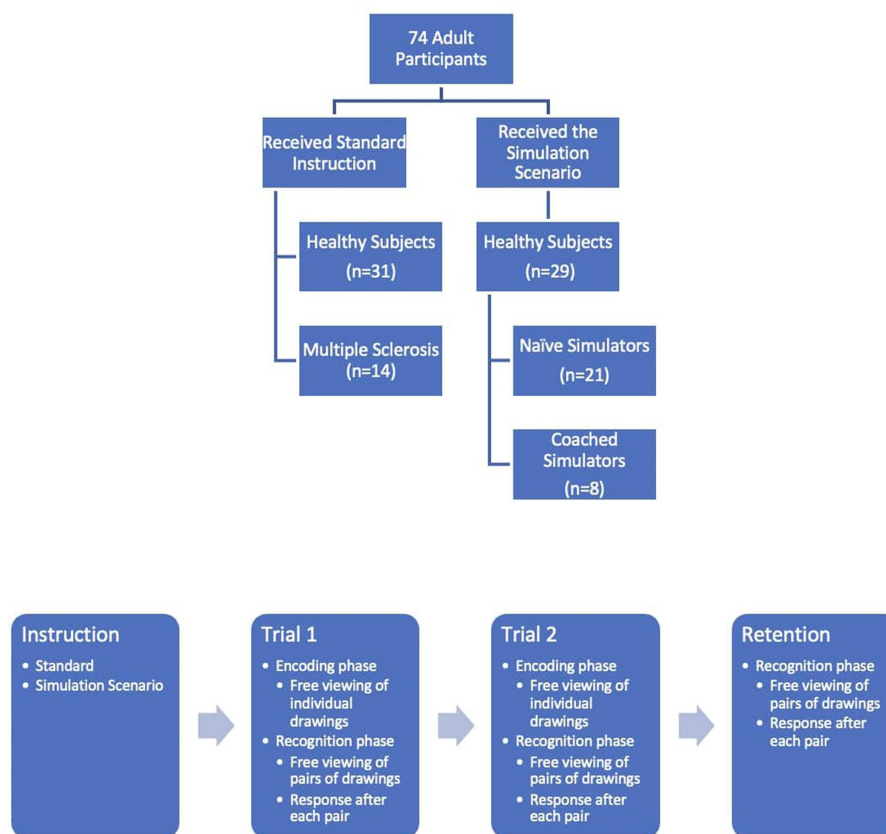 74 Adult
Participants
Received Standard
Instruction
Received the
Simulation
Scenario
Healthy Subjects
(n=31)
Healthy Subjects
(n=29)
Multiple Sclerosis
(n=14)
Naïve Simulators
(n=21)
Coached
Simulators
(n=8)
Instruction
• Standard
• Simulation Scenario
Trial 1
• Encoding phase
• Free viewing of
individual
drawings
• Recognition phase
• Free viewing of
pairs of drawings
• Response after
each pair
Trial 2
• Encoding phase
• Free viewing of
individual
drawings
• Recognition phase
• Free viewing of
pairs of drawings
• Response after
each pair
Retention
• Recognition phase
• Free viewing of
pairs of drawings
• Response after
each pair